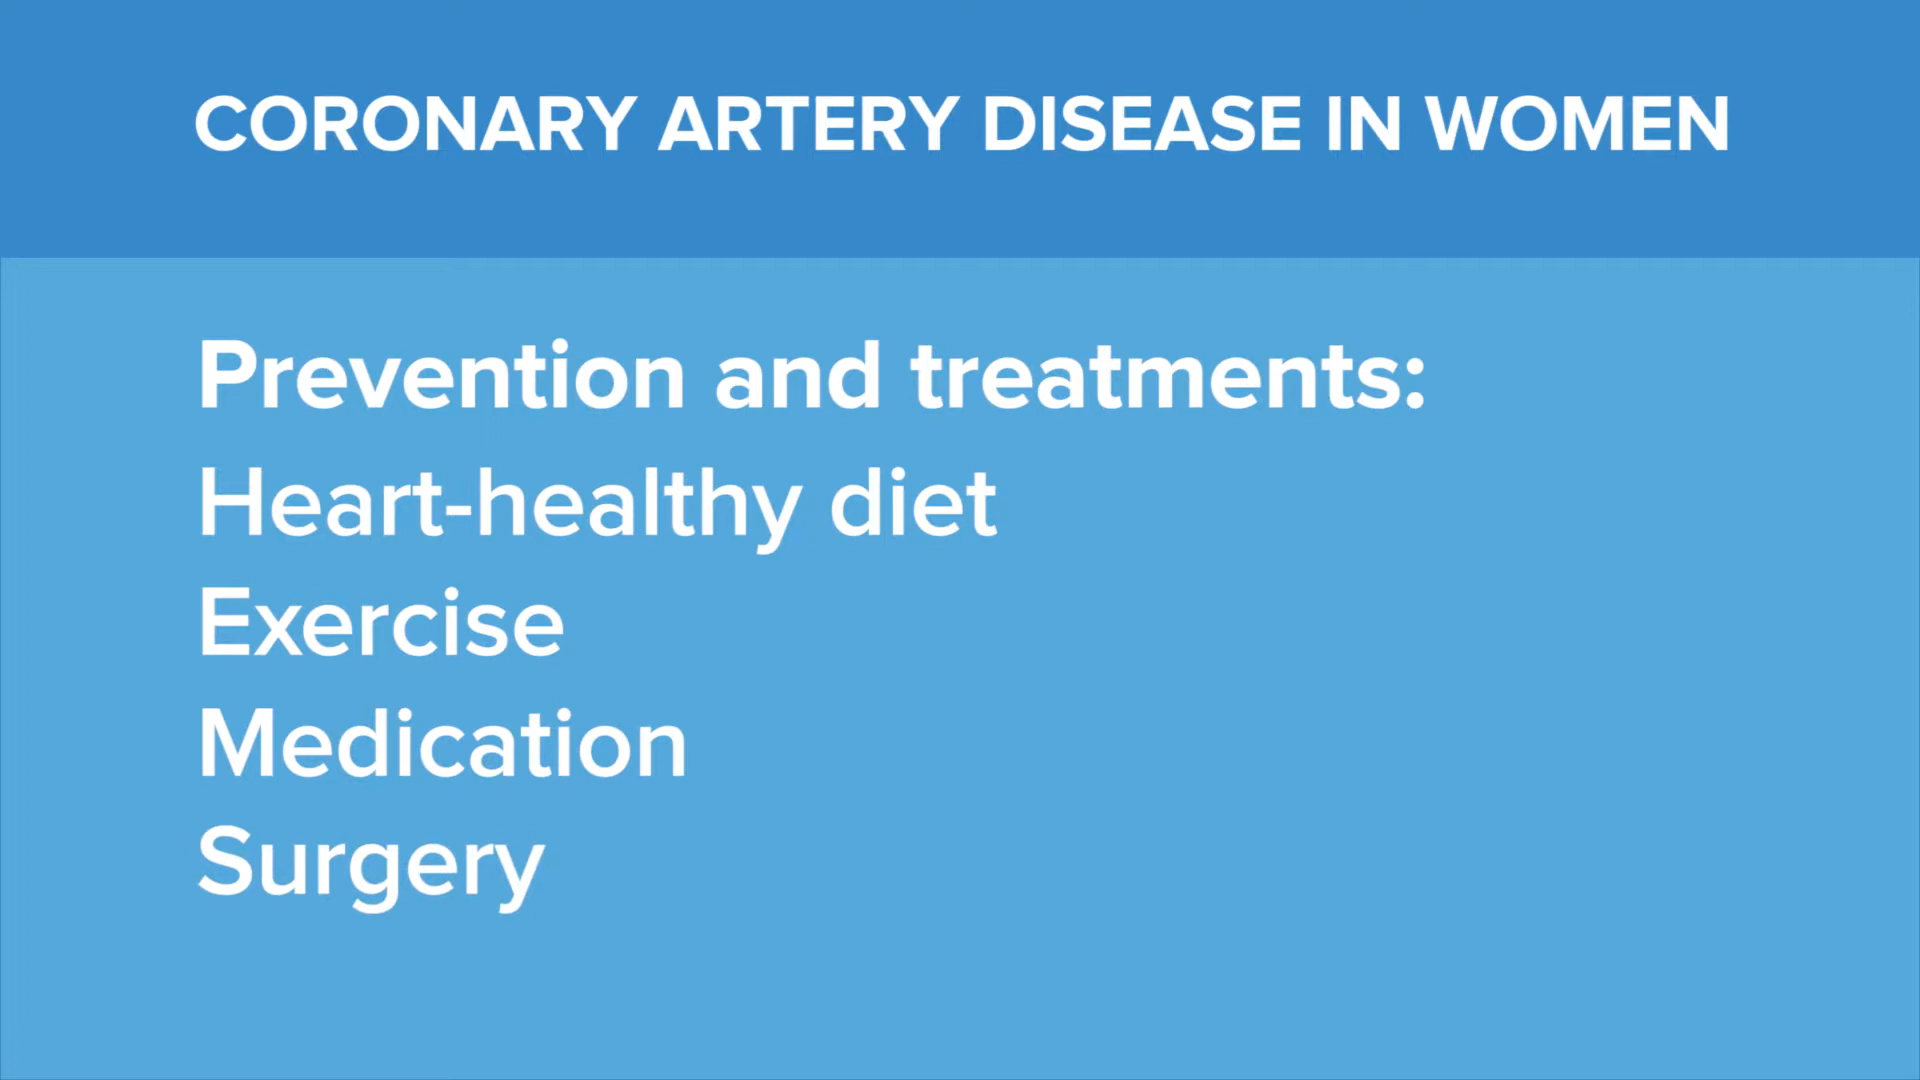 CORONARY ARTERY DISEASE IN WOMEN
Prevention and treatments:
Heart-healthy diet
Exercise
Medication
Surgery